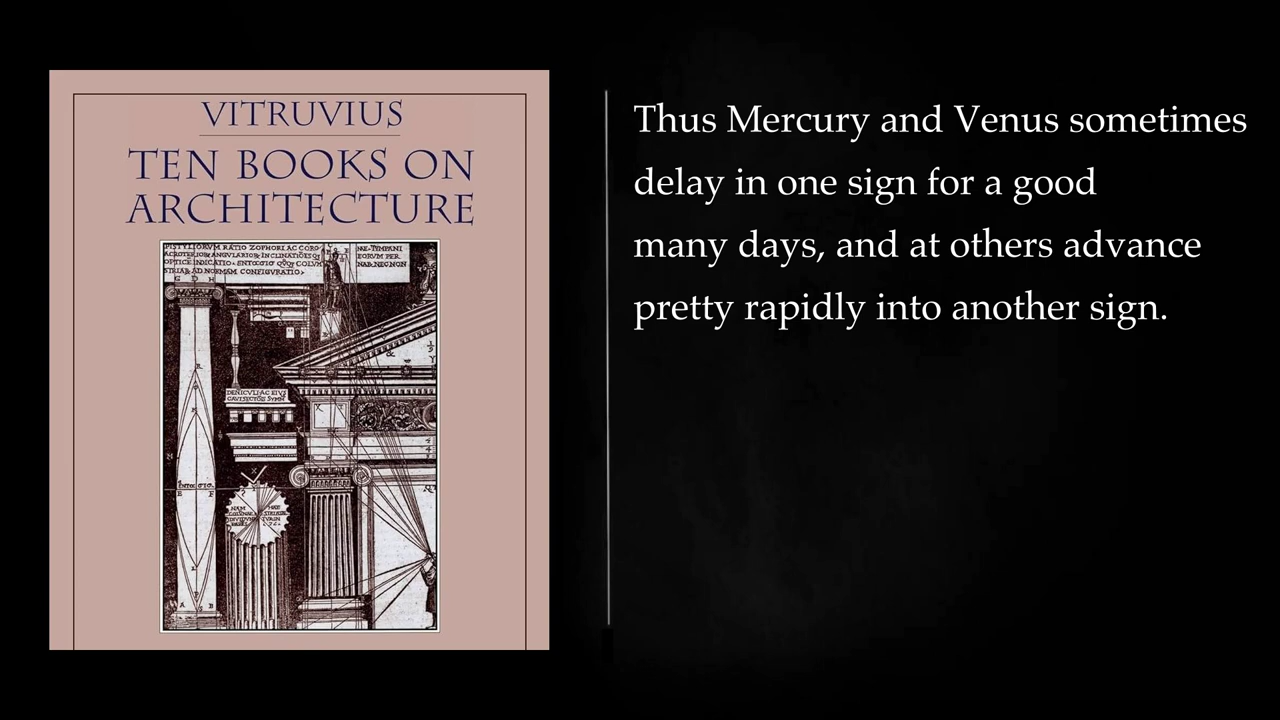 VITRUVIUS
TEN BOOKS ON
ARCHITECTURE
Thus Mercury and Venus sometimes
delay in one sign for a good
many days, and at others advance
pretty rapidly into another sign.